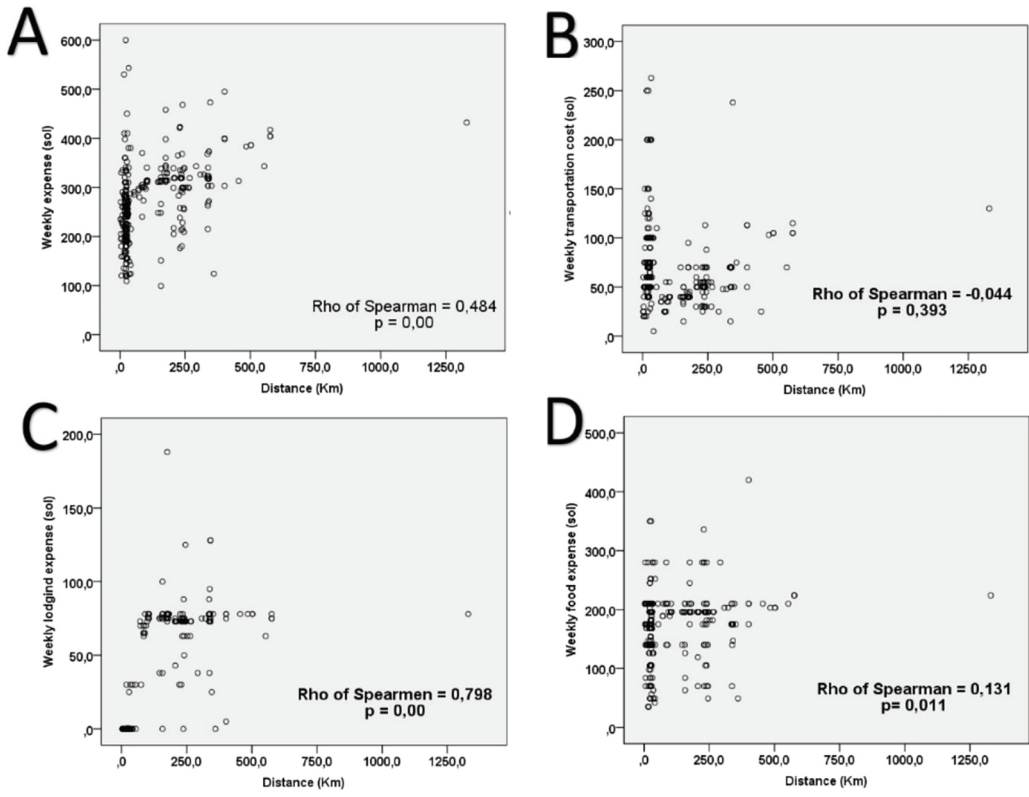 A
Weekly expense (sol)
600,0
500,0
400,0
300,0
200,0
100,0
,0
Rho of Spearman = 0,484
p = 0,00
,0 250,0 500,0 750,0 1000,0 1250,0
Distance (Km)
B
Weekly transportation cost (sol)
300,0
250,0
200,0
150,0
100,0
50,0
,0
Rho of Spearman = -0,044
p = 0,393
,0 250,0 500,0 750,0 1000,0 1250,0
Distance (Km)
C
Weekly lodgind expense (sol)
200,0
150,0
100,0
50,0
,0
Rho of Spearmen = 0,798
p = 0,00
,0 250,0 500,0 750,0 1000,0 1250,0
Distance (Km)
D
Weekly food expense (sol)
500,0
400,0
300,0
200,0
100,0
,0
Rho of Spearman = 0,131
p= 0,011
,0 250,0 500,0 750,0 1000,0 1250,0
Distance (Km)